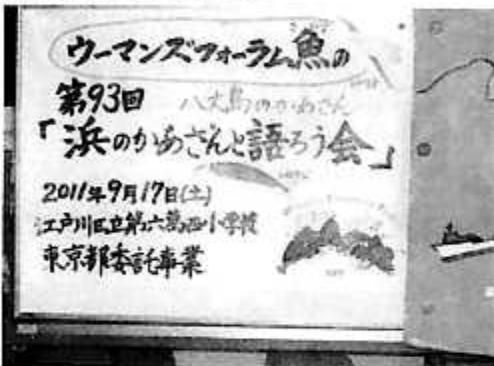 ウーマンズフォーラム魚の
第93回 八丈島のかあさん
「浜のかあさんと語ろう会」
2011年9月17日(土)
江戸川区立第六葛西小学校
東京都委託事業